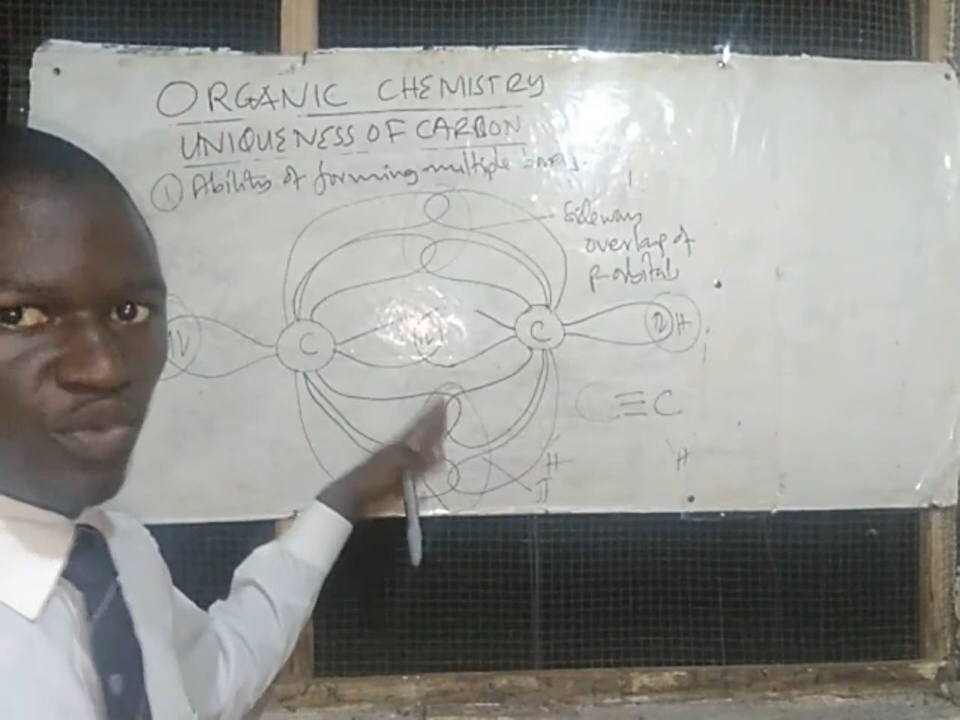 ORGANIC CHEMISTRY
UNIQUENESS OF CARBON
① Ability of forming multiple bonds.
Sideway
overlap of
P-orbitals
C
C
H
C≡C
H
H
π